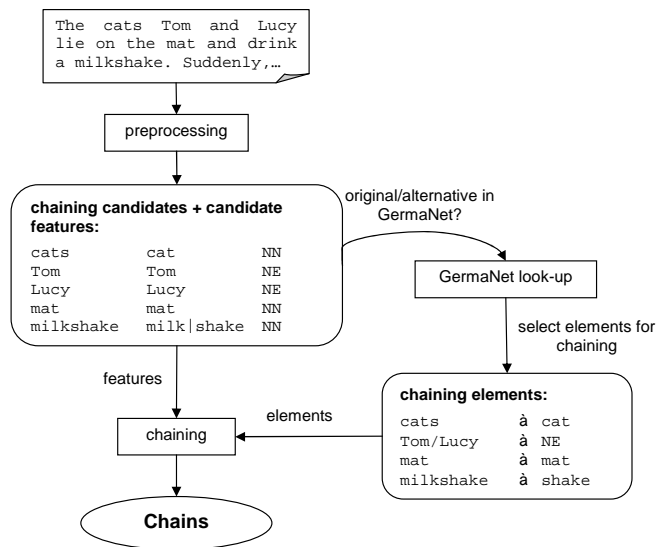 The cats Tom and Lucy
lie on the mat and drink
a milkshake. Suddenly,…
preprocessing
chaining candidates + candidate
features:
cats cat NN
Tom Tom NE
Lucy Lucy NE
mat mat NN
milkshake milk|shake NN
original/alternative in
GermaNet?
GermaNet look-up
select elements for
chaining
features
chaining elements:
cats à cat
Tom/Lucy à NE
mat à mat
milkshake à shake
elements
chaining
Chains